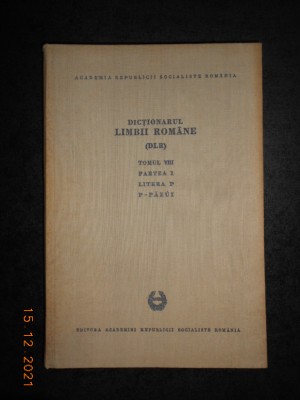 ACADEMIA REPUBLICII SOCIALISTE ROMÂNIA
DICȚIONARUL
LIMBII ROMÂNE
(DLR)
TOMUL VIII
PARTEA I
LITERA P
P-PĂZUI
EDITURA ACADEMIEI REPUBLICII SOCIALISTE ROMÂNIA
15.12.2021